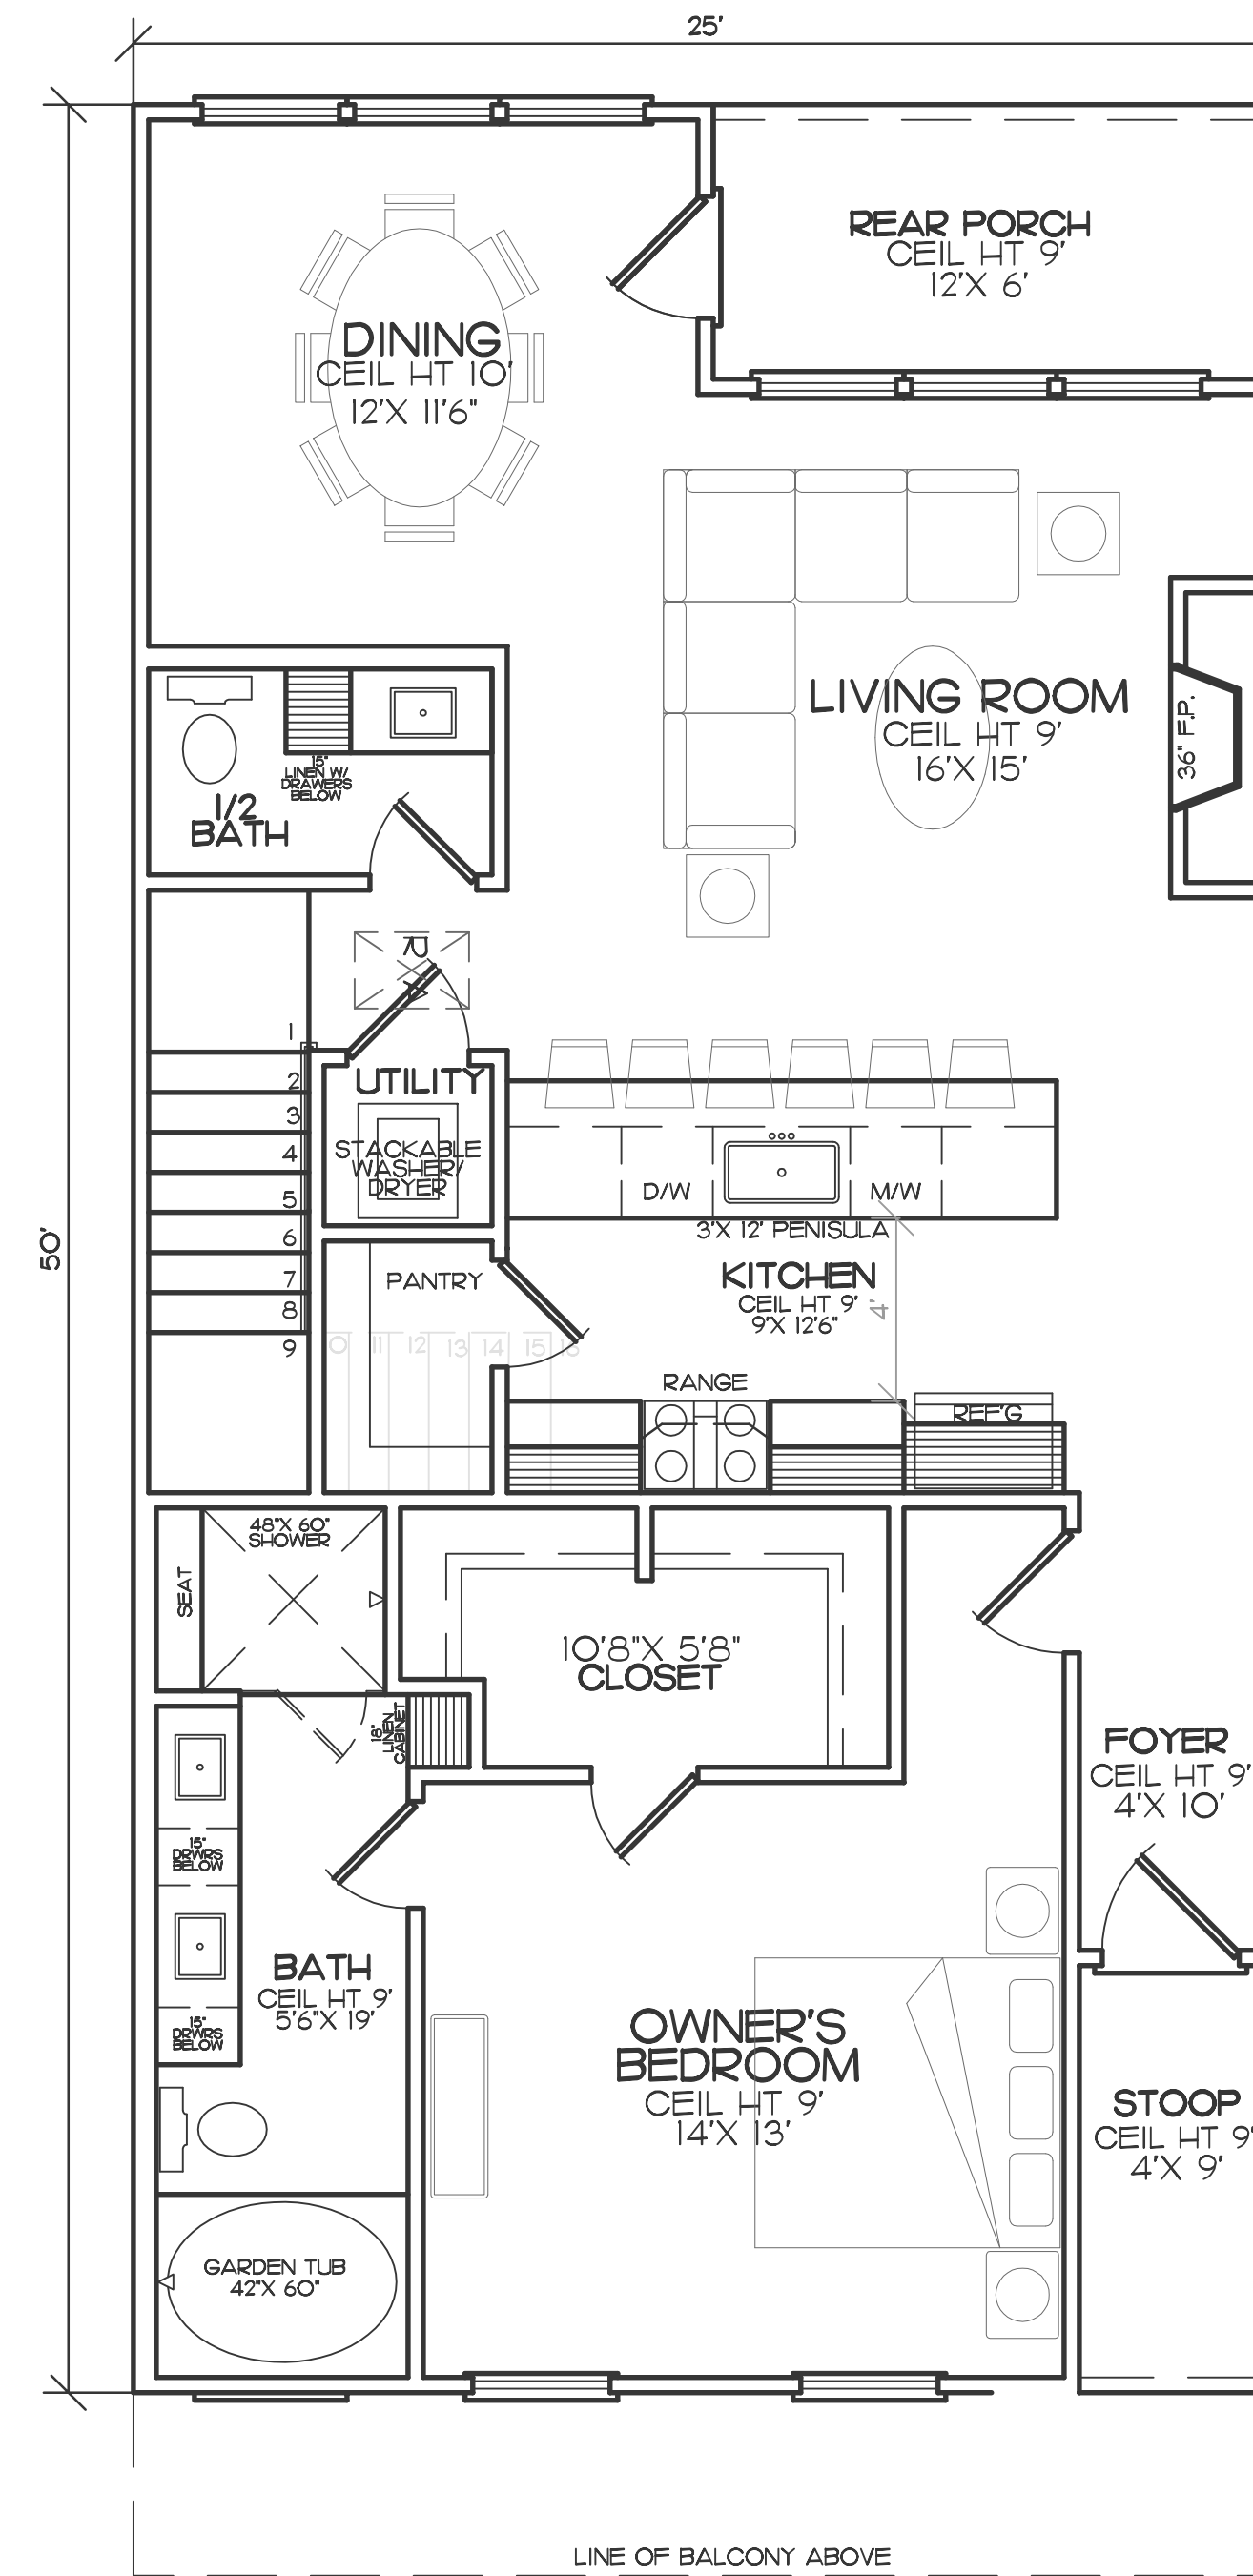 25'
50'
REAR PORCH
CEIL HT 9'
12'X 6'
DINING
CEIL HT 10'
12'X 11'6"
LIVING ROOM
CEIL HT 9'
16'X 15'
36" F.P.
15"
LINEN W/
DRAWERS
BELOW
1/2
BATH
R
A
1
2
3
4
5
6
7
8
9
UTILITY
STACKABLE
WASHER/
DRYER
D/W
M/W
3'X 12' PENISULA
PANTRY
KITCHEN
CEIL HT 9'
9'X 12'6"
4'
11
12
13
14
15
RANGE
REF'G
48"X 60"
SHOWER
SEAT
10'8"X 5'8"
CLOSET
18"
LINEN
CABINET
FOYER
CEIL HT 9'
4'X 10'
15"
DRWRS
BELOW
BATH
CEIL HT 9'
5'6"X 19'
15"
DRWRS
BELOW
OWNER'S
BEDROOM
CEIL HT 9'
14'X 13'
STOOP
CEIL HT 9'
4'X 9'
GARDEN TUB
42"X 60"
LINE OF BALCONY ABOVE